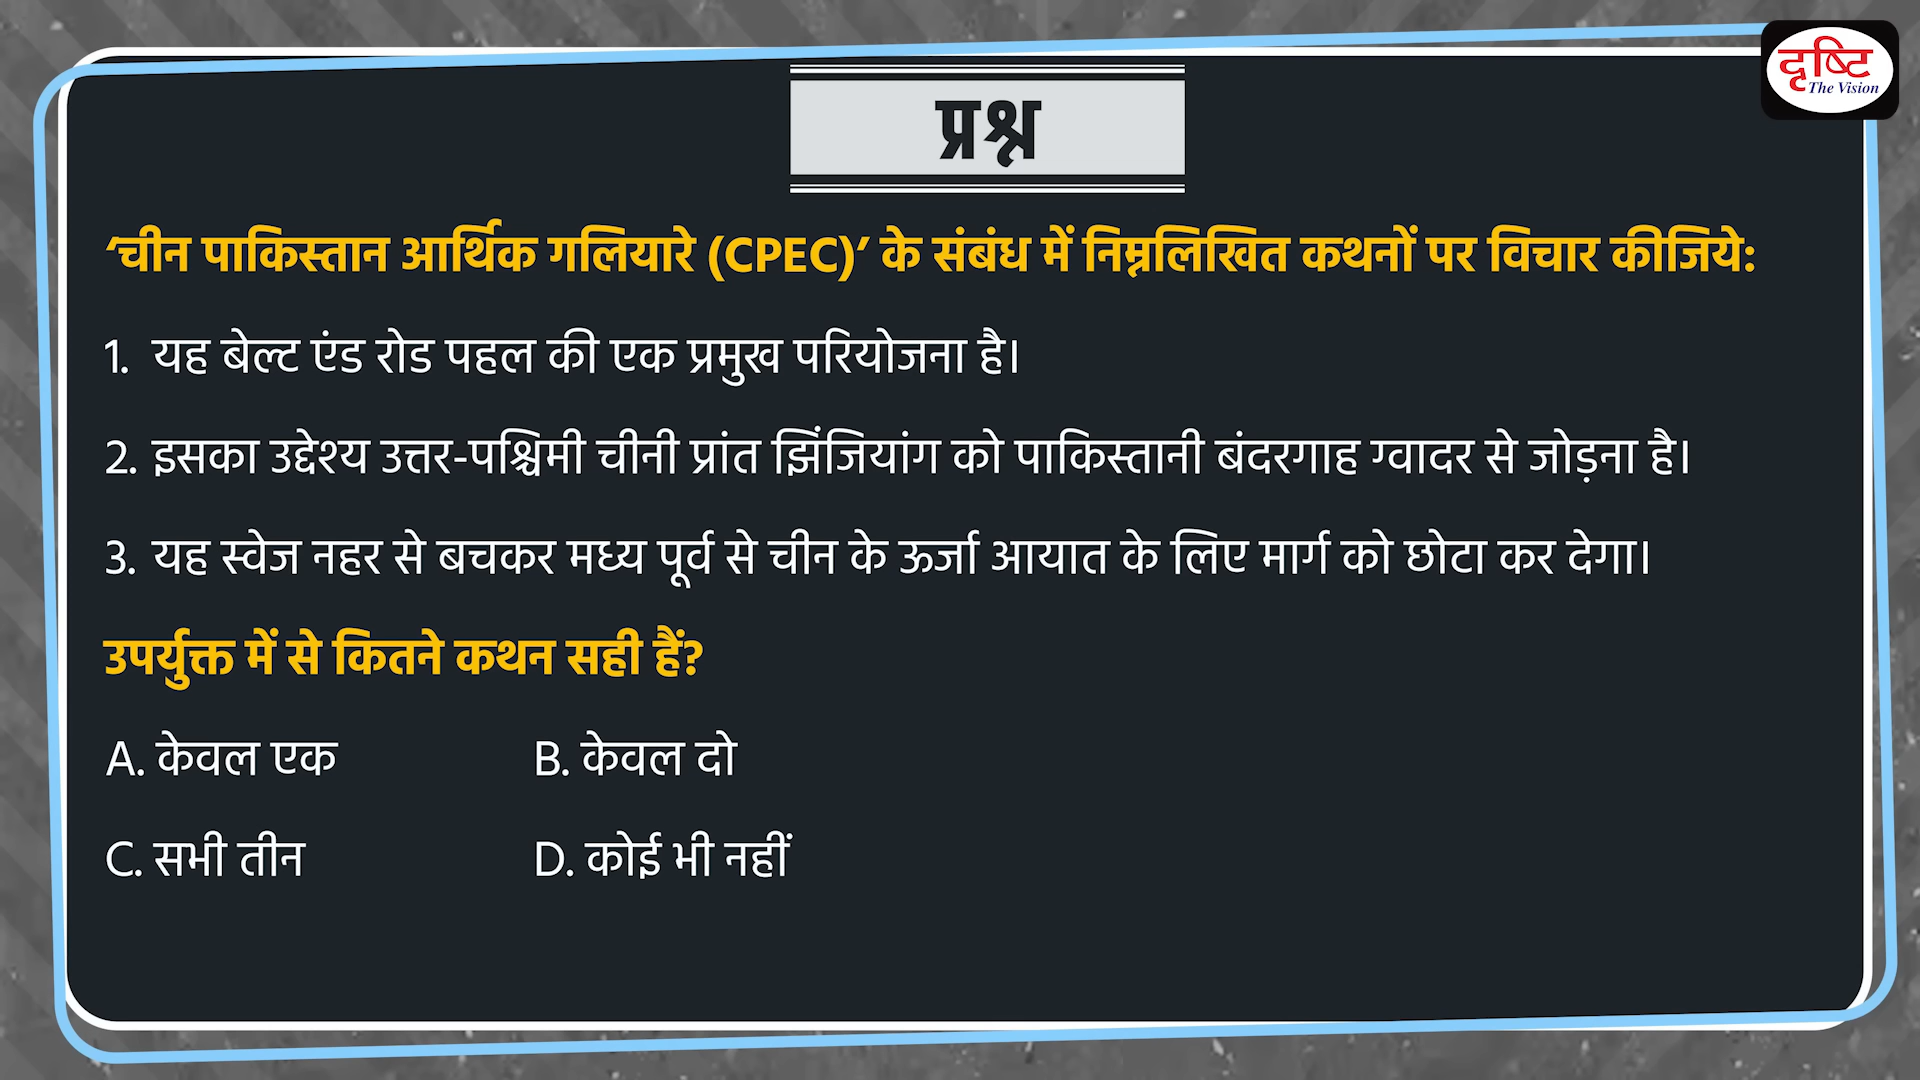 दृष्टि
The Vision
प्रश्न
‘चीन पाकिस्तान आर्थिक गलियारे (CPEC)’ के संबंध में निम्नलिखित कथनों पर विचार कीजिये:
1. यह बेल्ट एंड रोड पहल की एक प्रमुख परियोजना है।
2. इसका उद्देश्य उत्तर-पश्चिमी चीनी प्रांत झिंजियांग को पाकिस्तानी बंदरगाह ग्वादर से जोड़ना है।
3. यह स्वेज नहर से बचकर मध्य पूर्व से चीन के ऊर्जा आयात के लिए मार्ग को छोटा कर देगा।
उपर्युक्त में से कितने कथन सही हैं?
A. केवल एक B. केवल दो
C. सभी तीन D. कोई भी नहीं